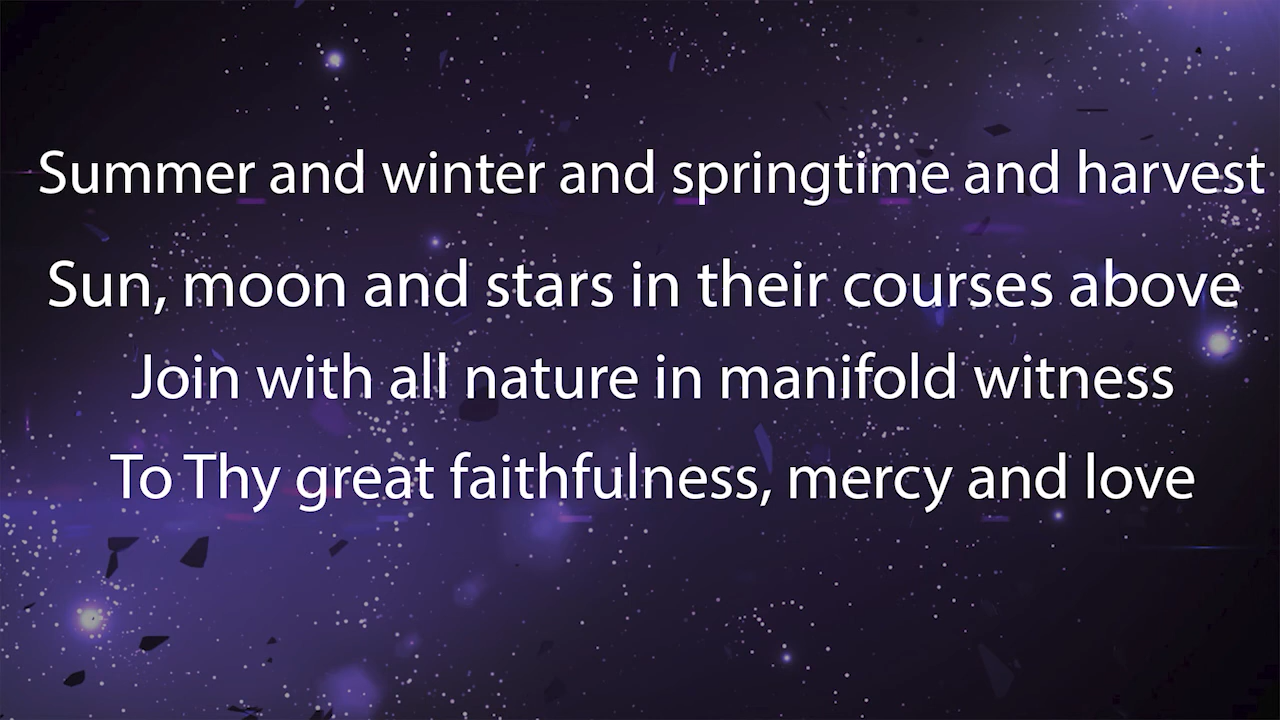 Summer and winter and springtime and harvest
Sun, moon and stars in their courses above
Join with all nature in manifold witness
To Thy great faithfulness, mercy and love